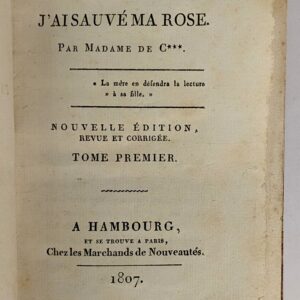 J'AI SAUVÉ MA ROSE.
PAR MADAME DE C***.
« La mère en défendra la lecture
» à sa fille. »
NOUVELLE ÉDITION,
REVUE ET CORRIGÉE.
TOME PREMIER.
A HAMBOURG,
ET SE TROUVE A PARIS,
Chez les Marchands de Nouveautés.
1807.